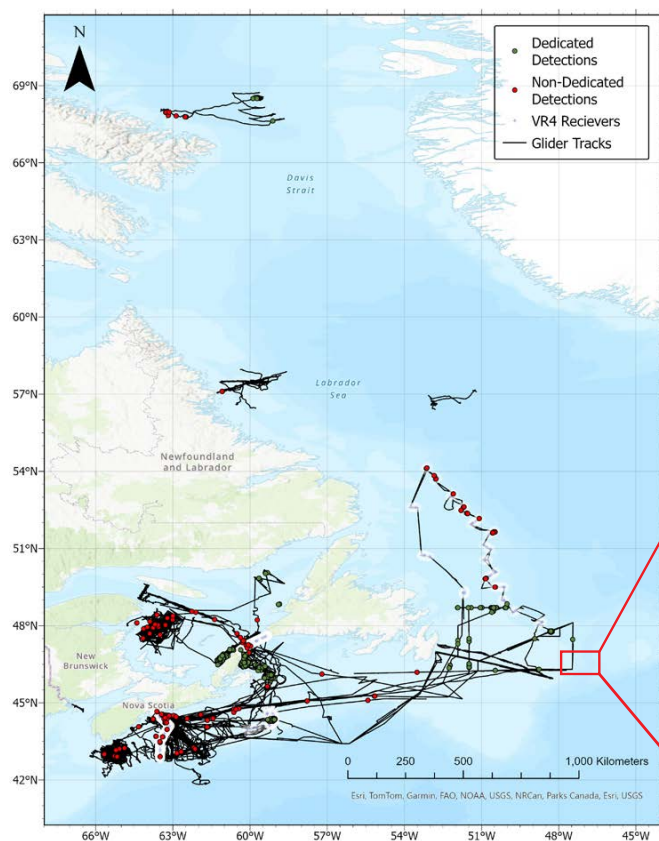 N
Dedicated
Detections
Non-Dedicated
Detections
VR4 Recievers
Glider Tracks
69°N
66°N
63°N
60°N
57°N
54°N
51°N
48°N
45°N
42°N
Davis
Strait
Labrador
Sea
Newfoundland
and Labrador
New
Brunswick
Nova Scotia
0 250 500 1,000 Kilometers
Esri, TomTom, Garmin, FAO, NOAA, USGS, NRCan, Parks Canada, Esri, USGS
66°W 63°W 60°W 57°W 54°W 51°W 48°W 45°W